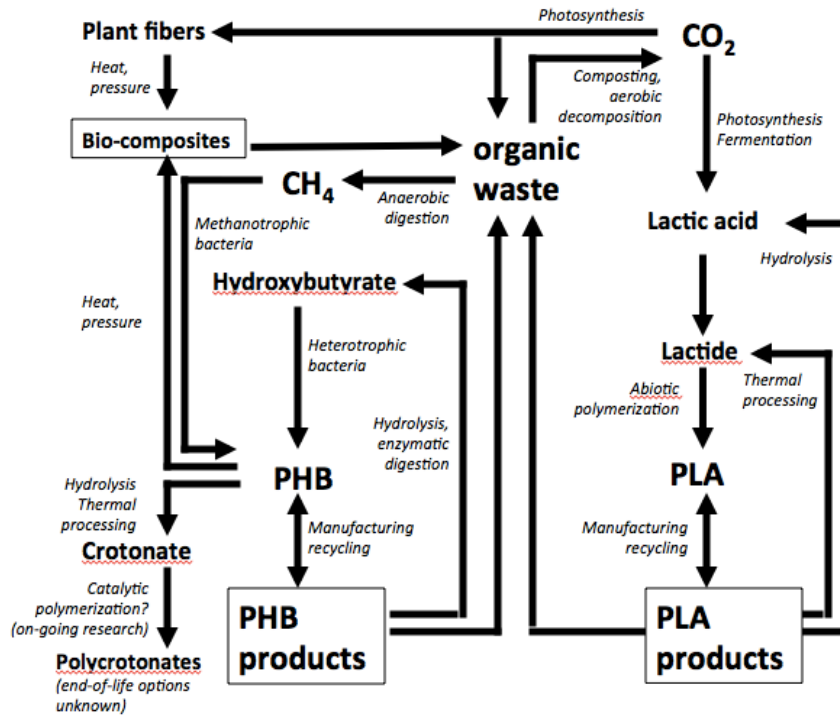 Photosynthesis
Plant fibers
CO2
Heat,
pressure
Composting,
aerobic
decomposition
Photosynthesis
Fermentation
Bio-composites
organic
waste
CH4
Anaerobic
digestion
Methanotrophic
bacteria
Lactic acid
Hydrolysis
Hydroxybutyrate
Heat,
pressure
Heterotrophic
bacteria
Lactide
Thermal
processing
Abiotic
polymerization
Hydrolysis,
enzymatic
digestion
PHB
PLA
Hydrolysis
Thermal
processing
Manufacturing
recycling
Manufacturing
recycling
Crotonate
Catalytic
polymerization?
(on-going research)
PHB
products
PLA
products
Polycrotonates
(end-of-life options
unknown)